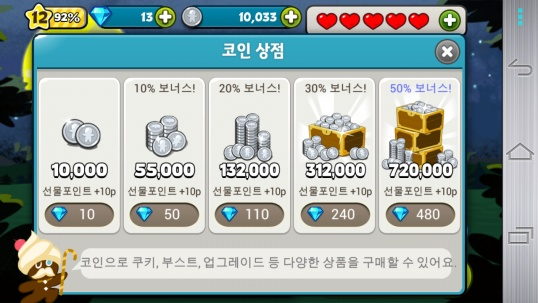 12 92% 13 10,033
코인 상점
10% 보너스! 20% 보너스! 30% 보너스! 50% 보너스!
10,000 55,000 132,000 312,000 720,000
선물포인트 +10p 선물포인트 +10p 선물포인트 +10p 선물포인트 +10p 선물포인트 +10p
10 50 110 240 480
코인으로 쿠키, 부스트, 업그레이드 등 다양한 상품을 구매할 수 있어요.